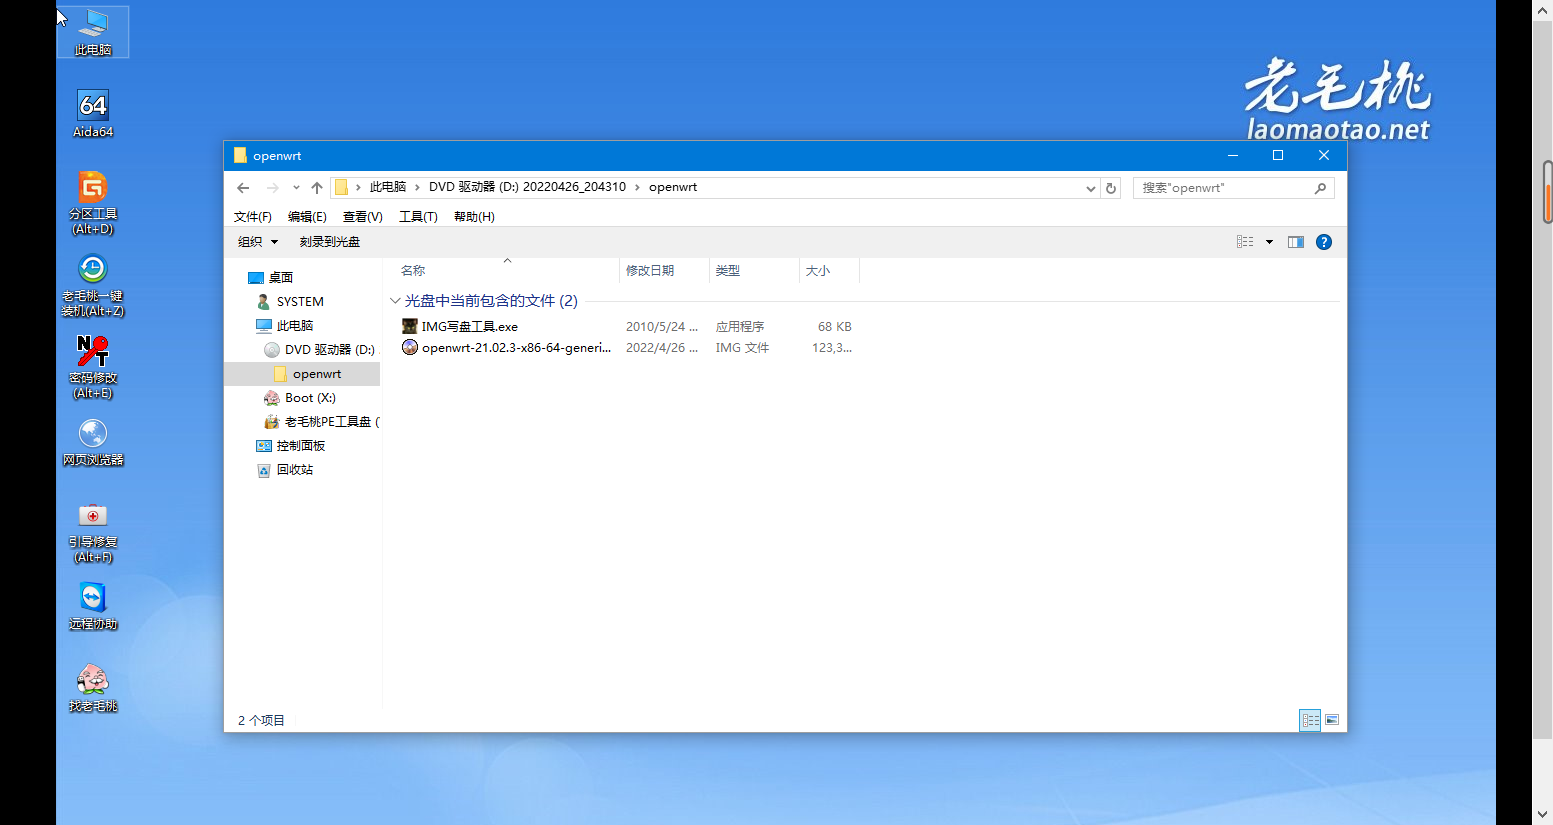 此电脑
64
Aida64
分区工具
(Alt+D)
老毛桃一键
装机(Alt+Z)
密码修改
(Alt+E)
网页浏览器
引导修复
(Alt+F)
远程协助
找老毛桃
老毛桃
laomaotao.net
openwrt
此电脑 DVD 驱动器 (D:) 20220426_204310 openwrt
搜索"openwrt"
文件(F) 编辑(E) 查看(V) 工具(T) 帮助(H)
组织 刻录到光盘
桌面
SYSTEM
此电脑
DVD 驱动器 (D:)
openwrt
Boot (X:)
老毛桃PE工具盘 (
控制面板
回收站
名称 修改日期 类型 大小
光盘中当前包含的文件 (2)
IMG写盘工具.exe 2010/5/24 ... 应用程序 68 KB
openwrt-21.02.3-x86-64-generi... 2022/4/26 ... IMG 文件 123,3...
2 个项目